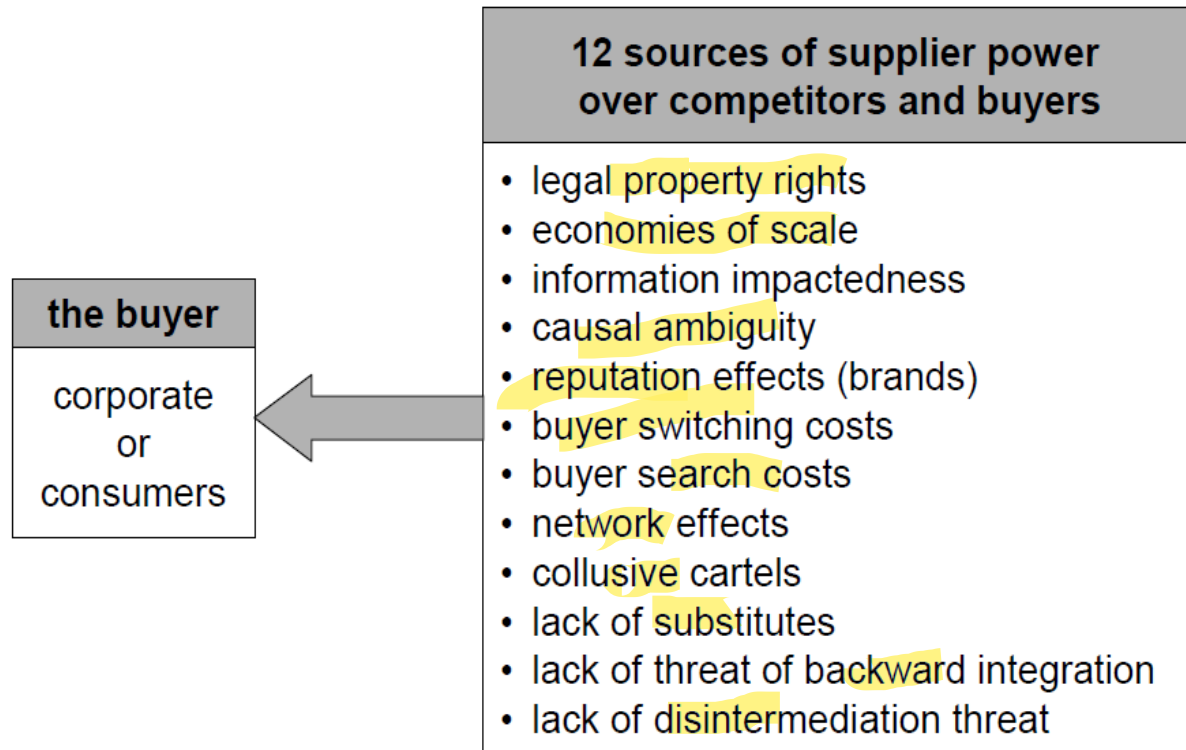 12 sources of supplier power
over competitors and buyers
• legal property rights
• economies of scale
• information impactedness
• causal ambiguity
• reputation effects (brands)
• buyer switching costs
• buyer search costs
• network effects
• collusive cartels
• lack of substitutes
• lack of threat of backward integration
• lack of disintermediation threat
the buyer
corporate
or
consumers